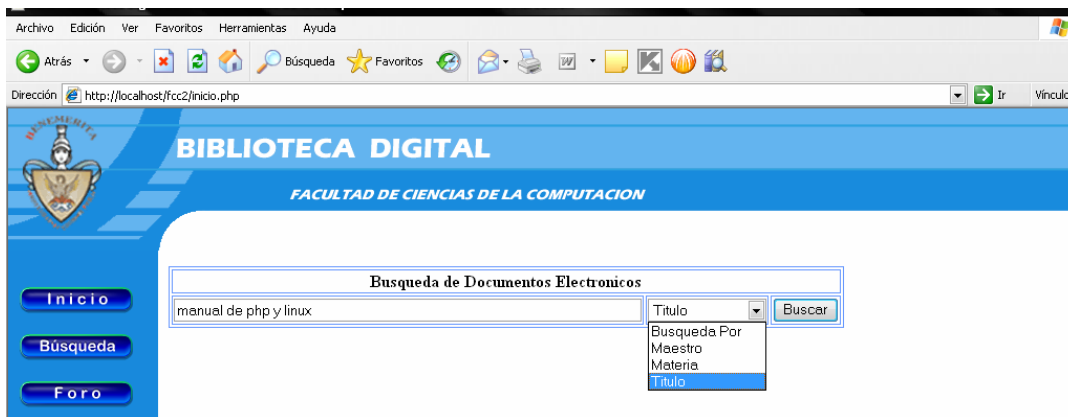 Archivo Edición Ver Favoritos Herramientas Ayuda
Atrás Búsqueda Favoritos
Dirección http://localhost/fcc2/inicio.php Ir Vínculo
BENEMERITA
BIBLIOTECA DIGITAL
FACULTAD DE CIENCIAS DE LA COMPUTACION
Busqueda de Documentos Electronicos
manual de php y linux Titulo Buscar
Busqueda Por
Maestro
Materia
Titulo
Inicio
Búsqueda
Foro